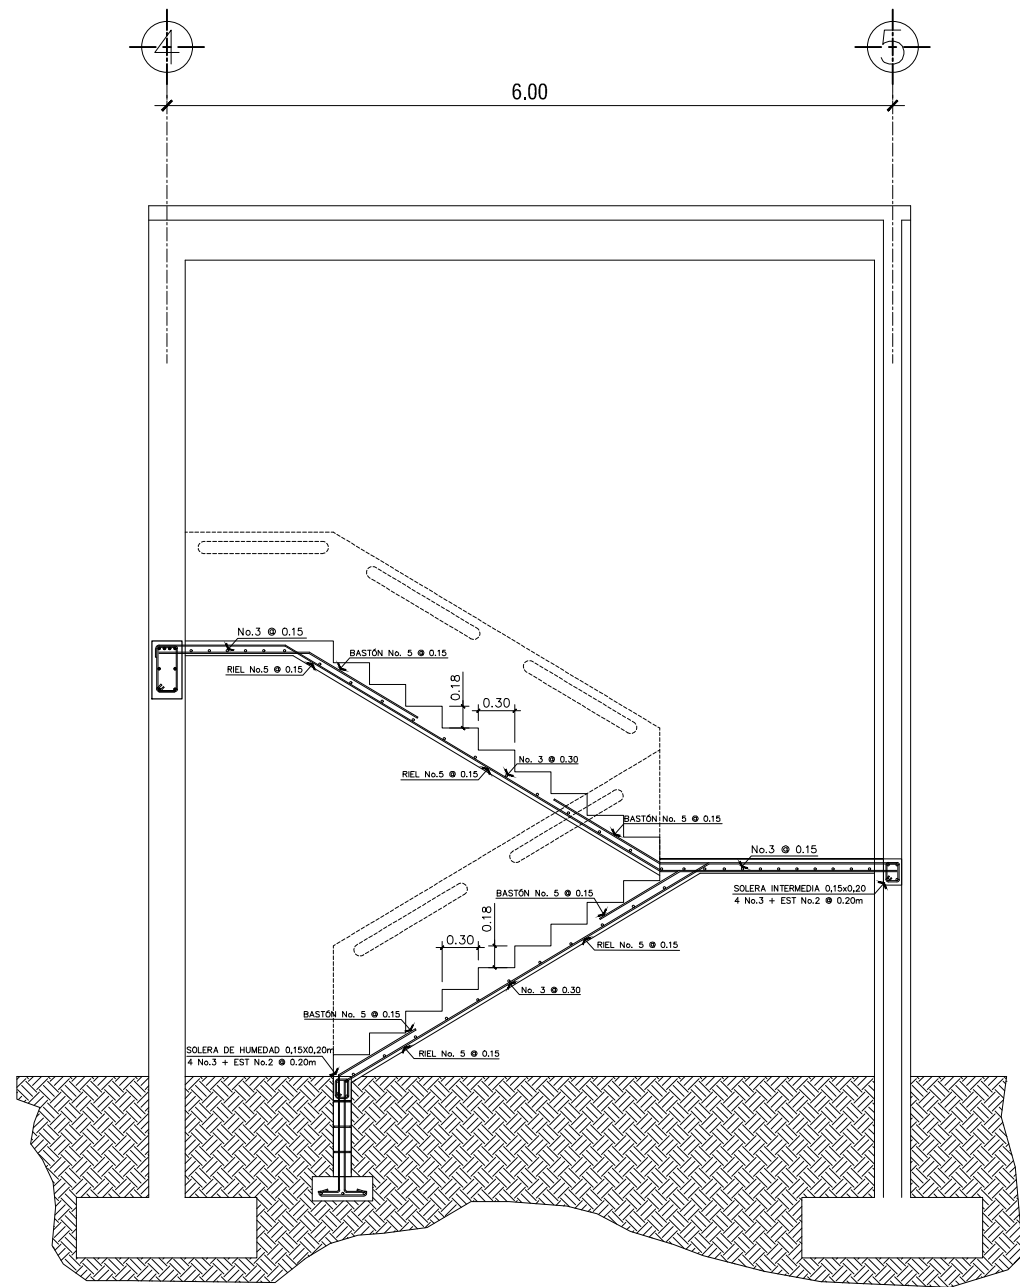 4
5
6.00
No.3 @ 0.15
BASTÓN No. 5 @ 0.15
RIEL No.5 @ 0.15
0.18
0.30
No. 3 @ 0.30
RIEL No.5 @ 0.15
BASTÓN No. 5 @ 0.15
No.3 @ 0.15
SOLERA INTERMEDIA 0,15x0,20
4 No.3 + EST No.2 @ 0.20m
BASTÓN No. 5 @ 0.15
0.18
0.30
RIEL No. 5 @ 0.15
No. 3 @ 0.30
BASTÓN No. 5 @ 0.15
SOLERA DE HUMEDAD 0,15X0,20m
4 No.3 + EST No.2 @ 0.20m
RIEL No. 5 @ 0.15